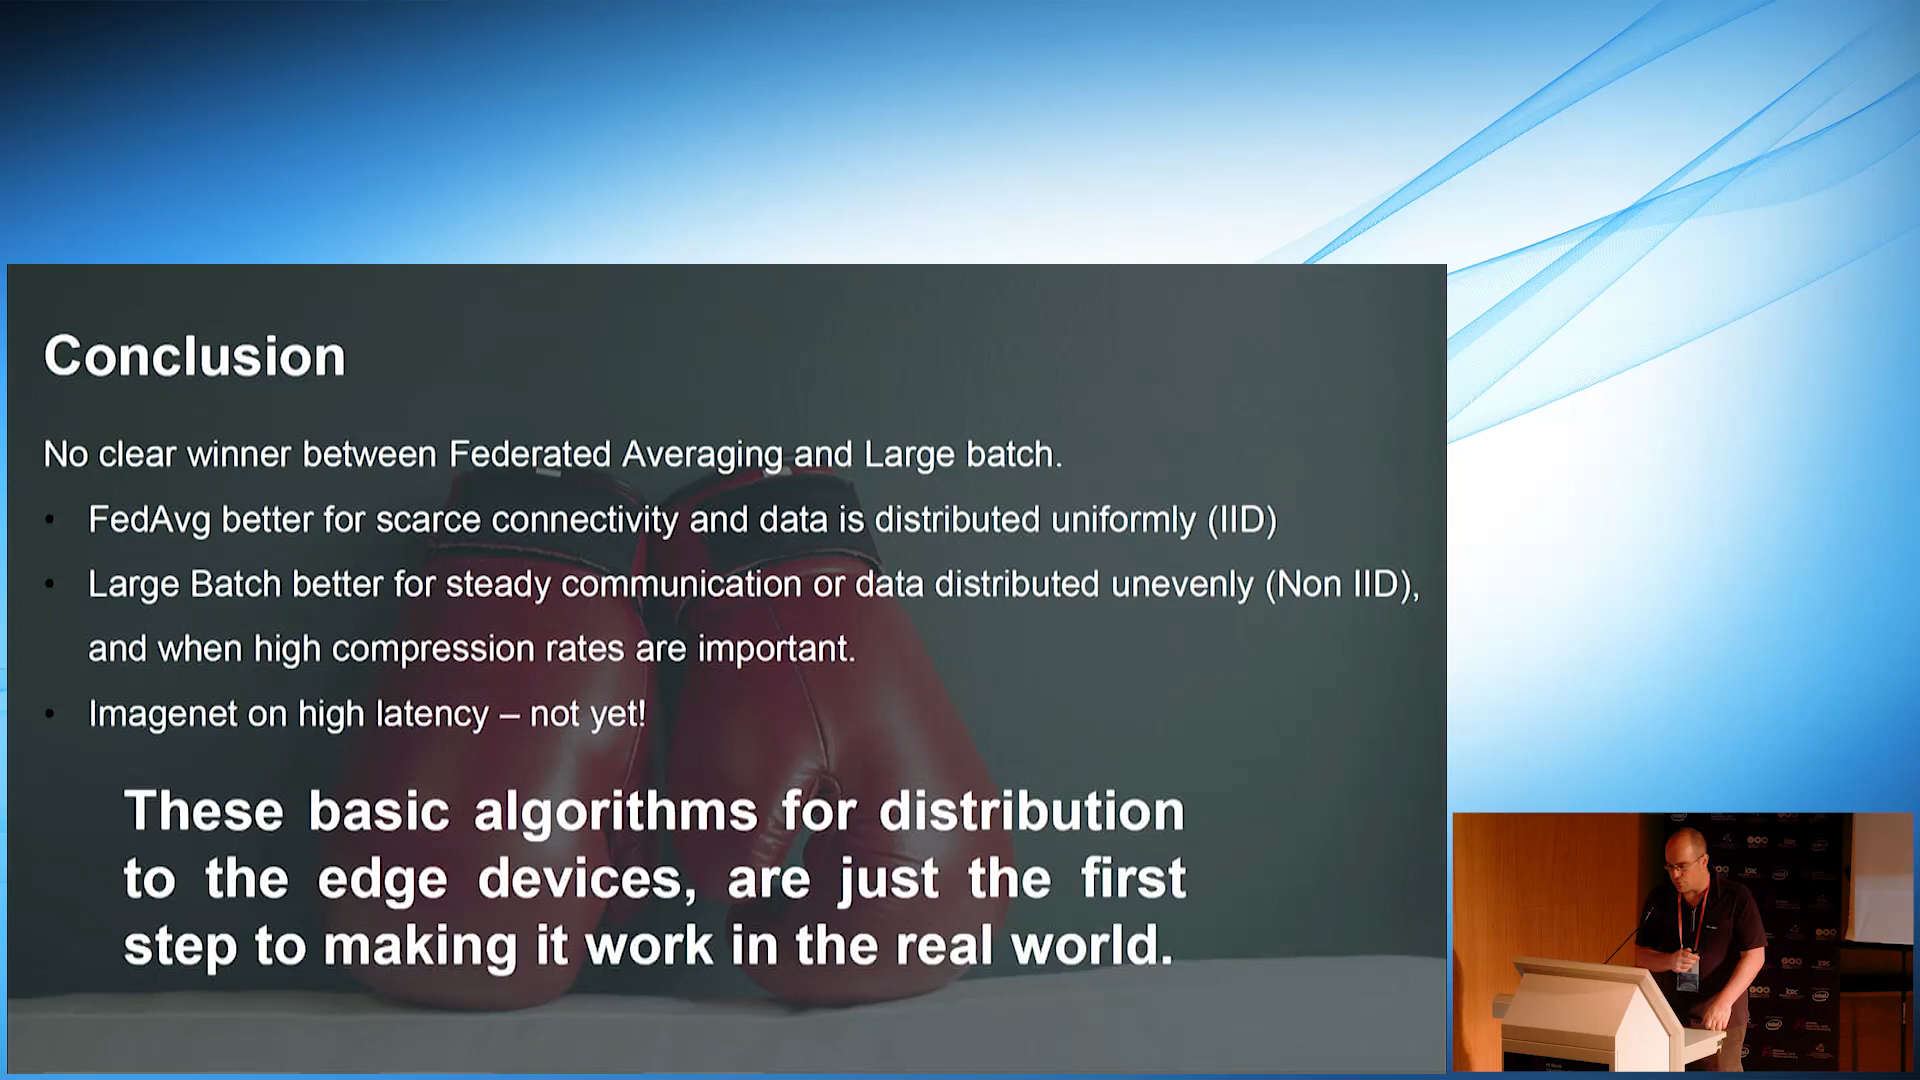 Conclusion
No clear winner between Federated Averaging and Large batch.
• FedAvg better for scarce connectivity and data is distributed uniformly (IID)
• Large Batch better for steady communication or data distributed unevenly (Non IID),
and when high compression rates are important.
• Imagenet on high latency – not yet!
These basic algorithms for distribution
to the edge devices, are just the first
step to making it work in the real world.
intel